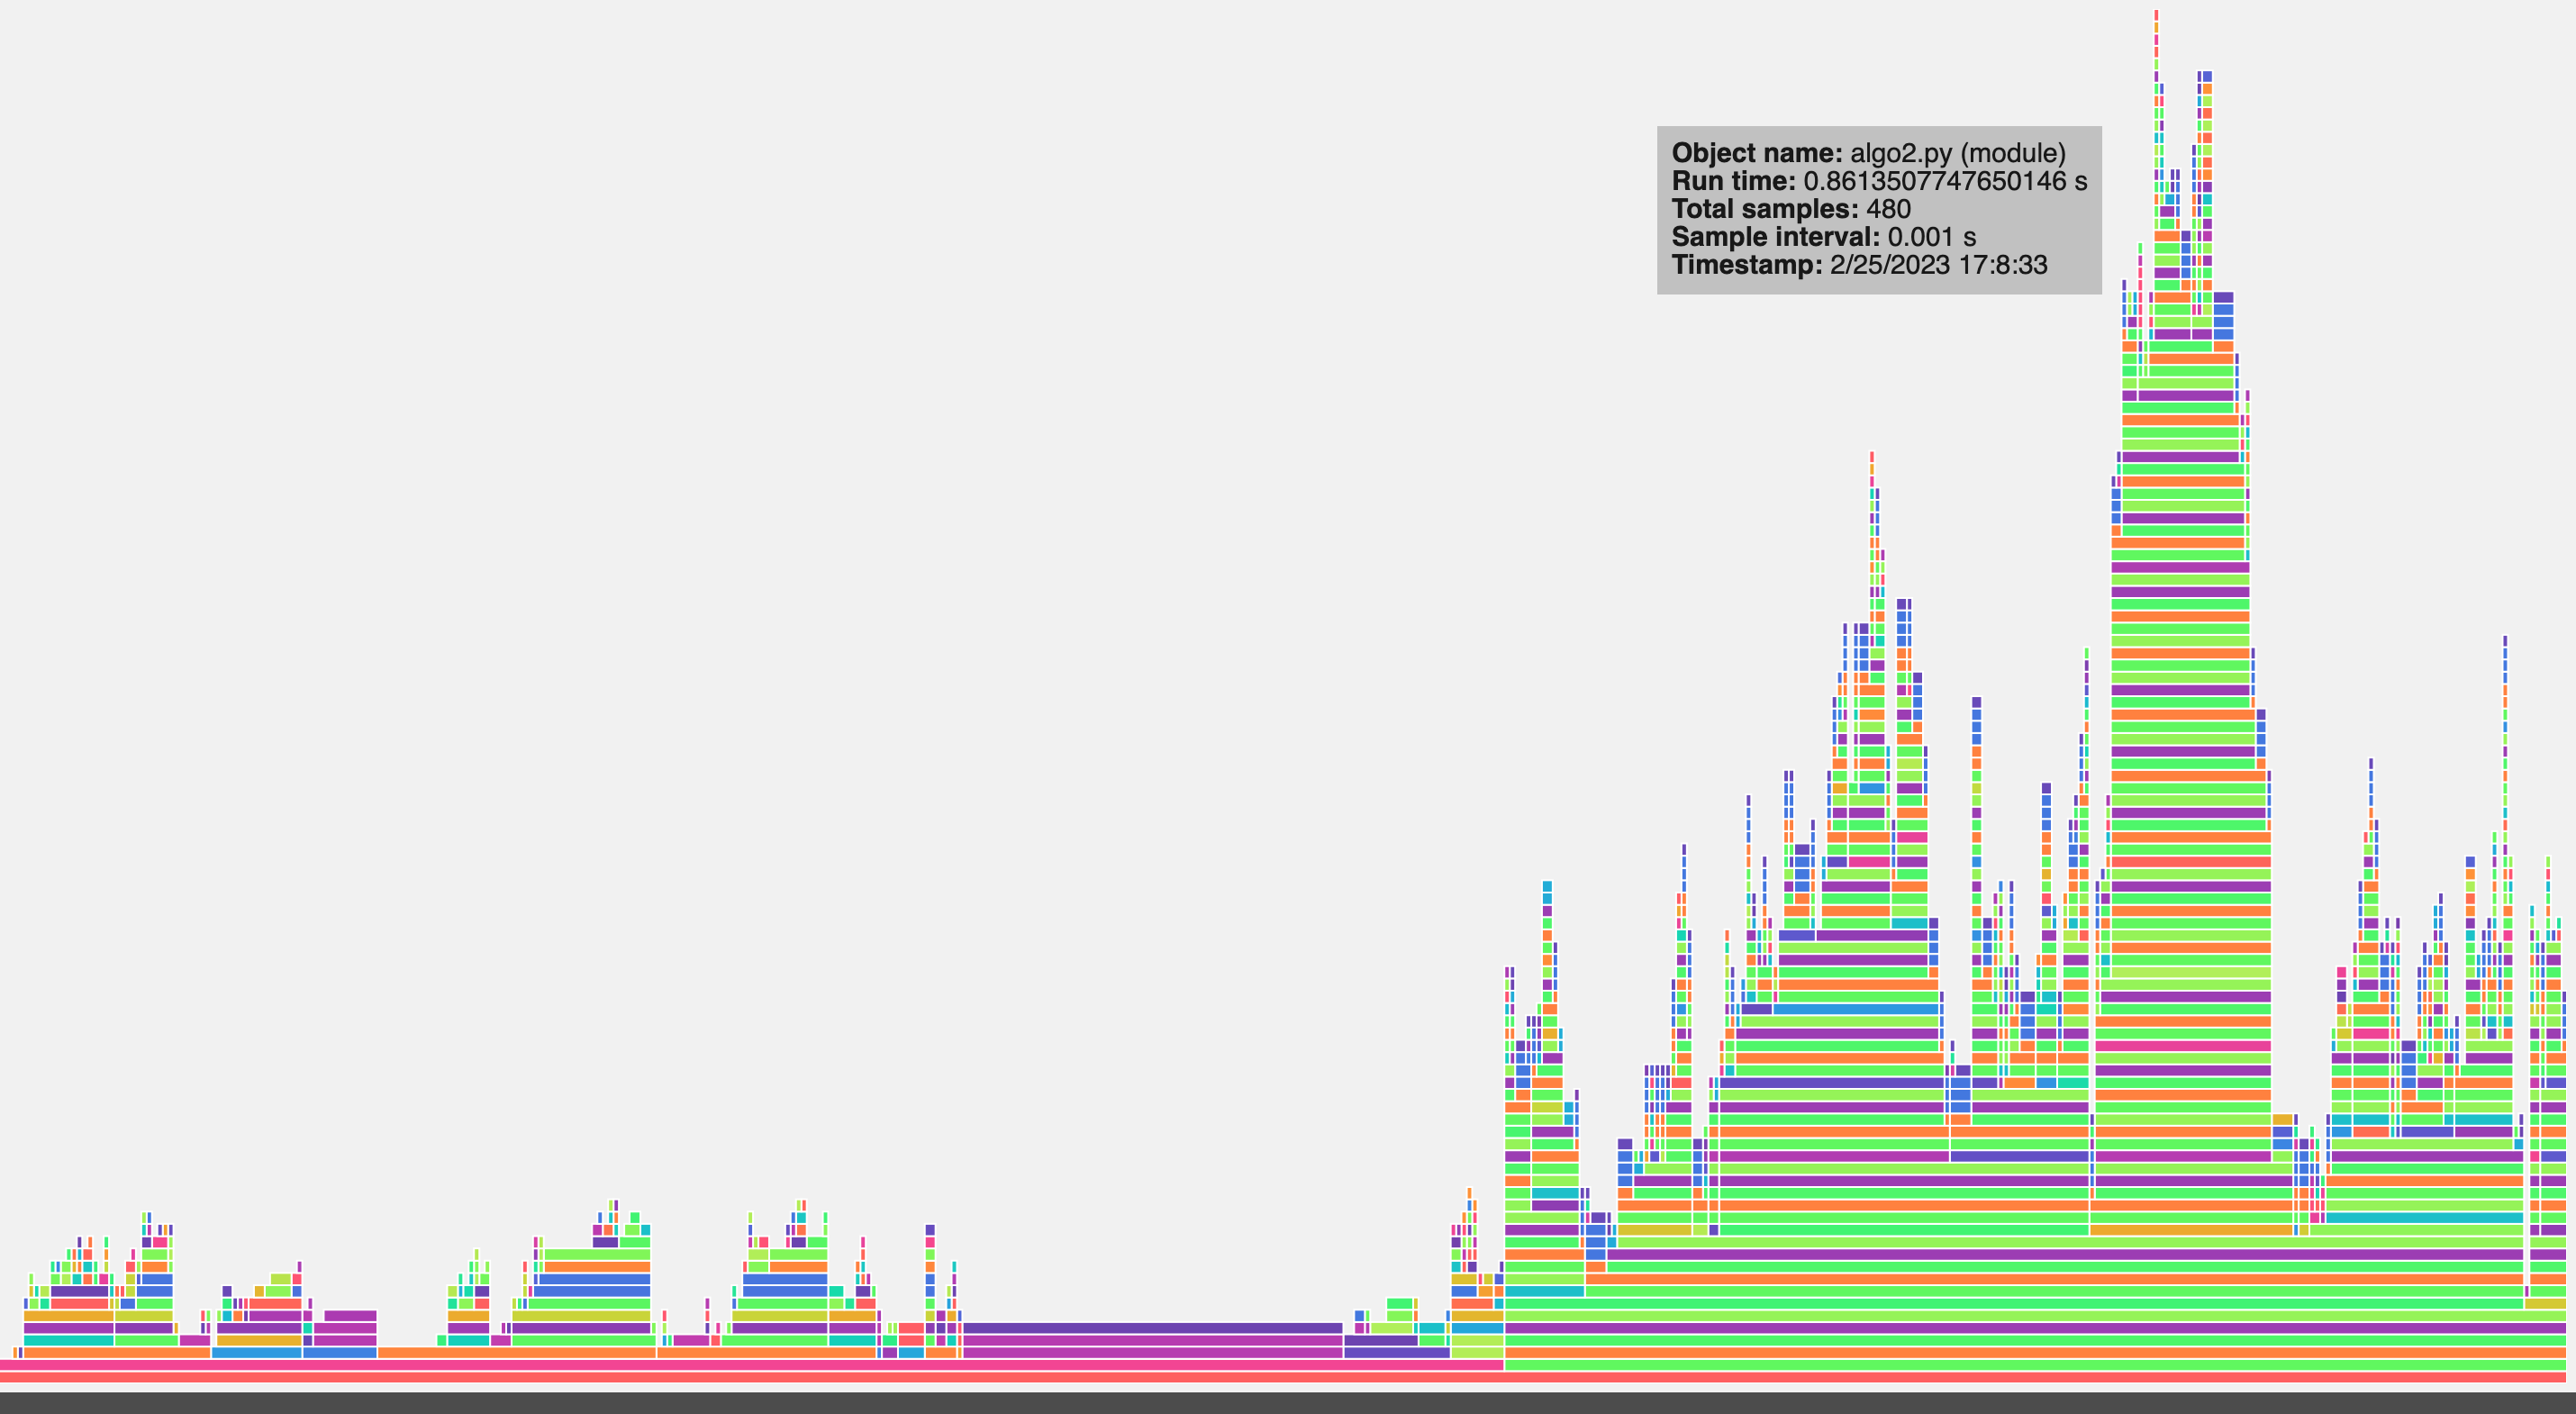 Object name: algo2.py (module)
Run time: 0.8613507747650146 s
Total samples: 480
Sample interval: 0.001 s
Timestamp: 2/25/2023 17:8:33